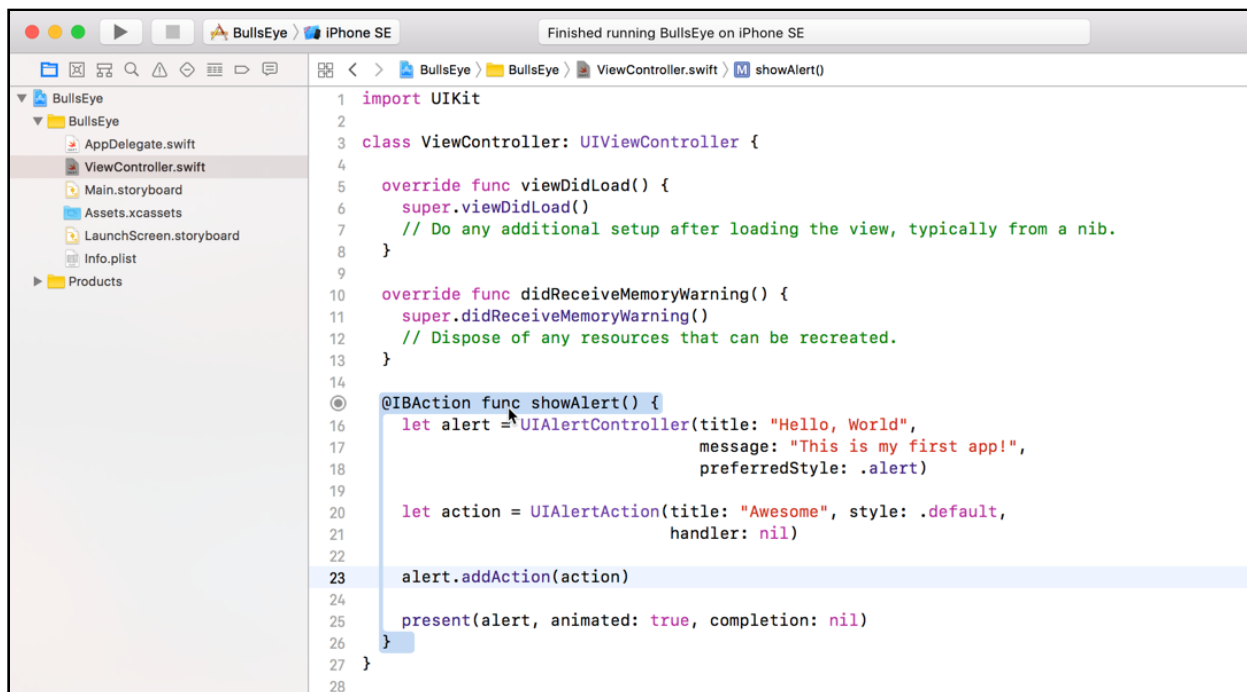 BullsEye iPhone SE
Finished running BullsEye on iPhone SE
BullsEye BullsEye ViewController.swift M showAlert()
BullsEye
BullsEye
AppDelegate.swift
ViewController.swift
Main.storyboard
Assets.xcassets
LaunchScreen.storyboard
Info.plist
Products
1 import UIKit
2
3 class ViewController: UIViewController {
4
5 override func viewDidLoad() {
6 super.viewDidLoad()
7 // Do any additional setup after loading the view, typically from a nib.
8 }
9
10 override func didReceiveMemoryWarning() {
11 super.didReceiveMemoryWarning()
12 // Dispose of any resources that can be recreated.
13 }
14
@IBAction func showAlert() {
16 let alert = UIAlertController(title: "Hello, World",
17 message: "This is my first app!",
18 preferredStyle: .alert)
19
20 let action = UIAlertAction(title: "Awesome", style: .default,
21 handler: nil)
22
23 alert.addAction(action)
24
25 present(alert, animated: true, completion: nil)
26 }
27 }
28